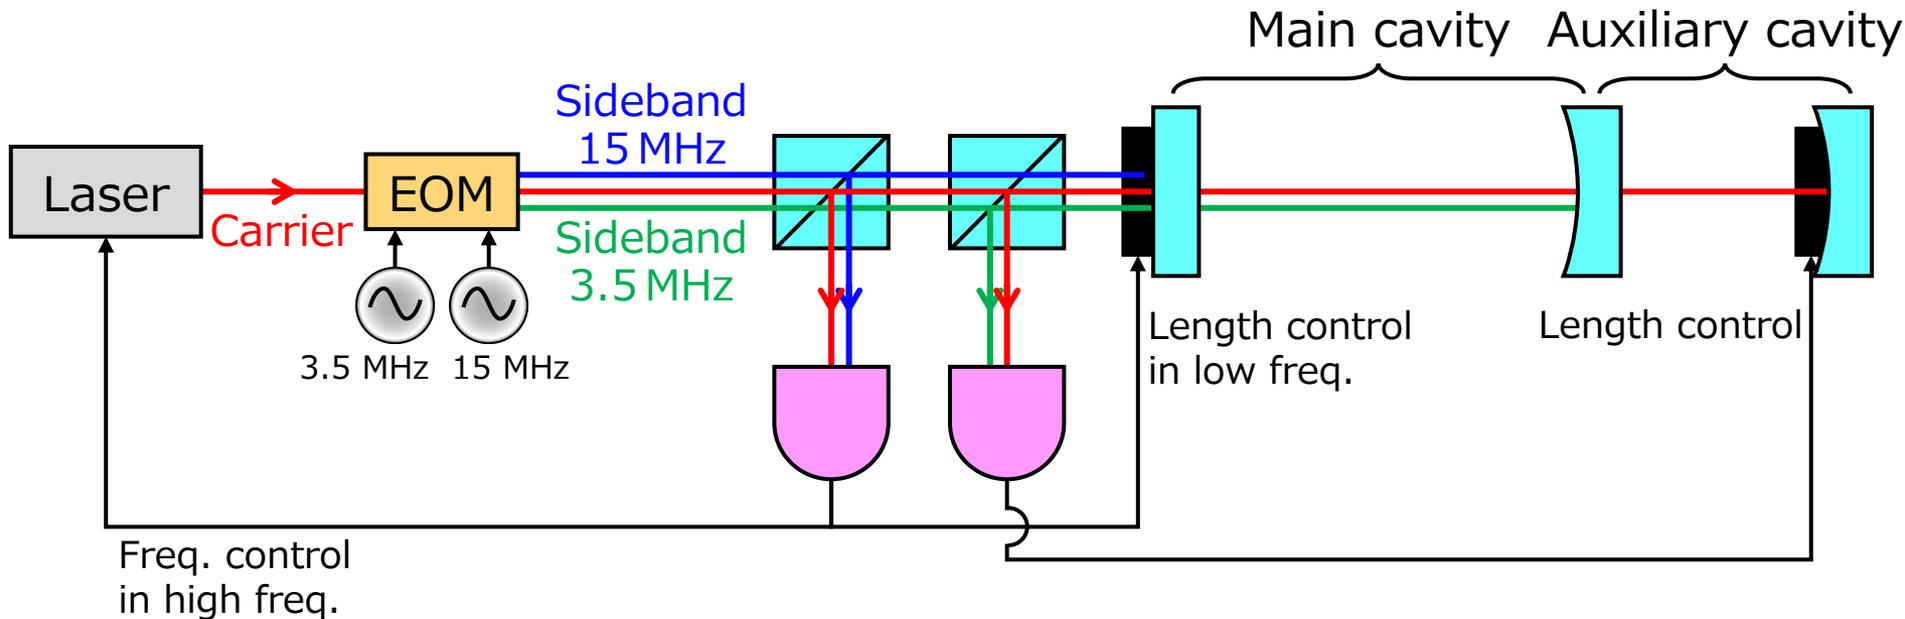 Main cavity
Auxiliary cavity
Sideband
15 MHz
Laser
EOM
Carrier
Sideband
3.5 MHz
3.5 MHz
15 MHz
Length control
in low freq.
Length control
Freq. control
in high freq.